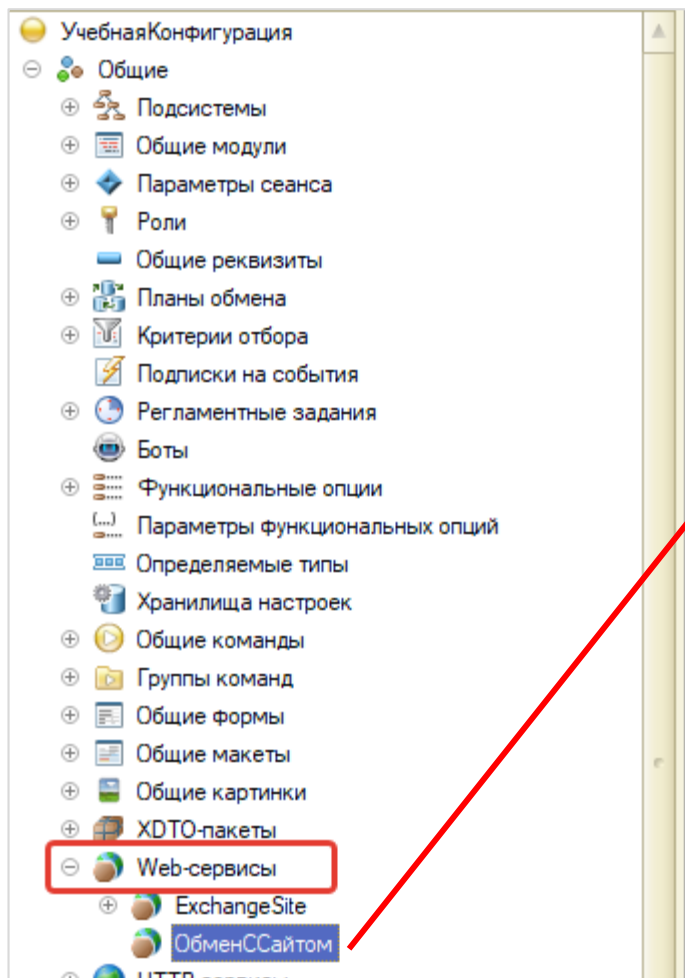 УчебнаяКонфигурация
Общие
Подсистемы
Общие модули
Параметры сеанса
Роли
Общие реквизиты
Планы обмена
Критерии отбора
Подписки на события
Регламентные задания
Боты
Функциональные опции
Параметры функциональных опций
Определяемые типы
Хранилища настроек
Общие команды
Группы команд
Общие формы
Общие макеты
Общие картинки
XDTO-пакеты
Web-сервисы
ExchangeSite
ОбменССайтом